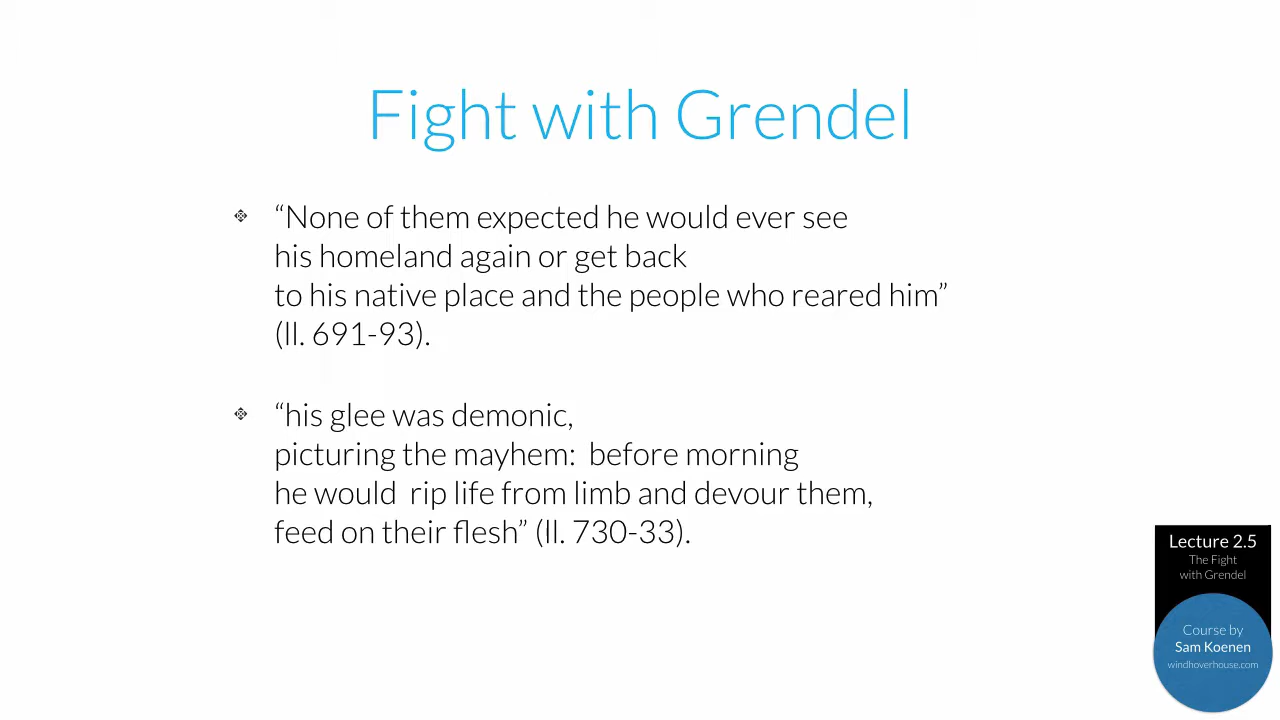 Fight with Grendel
“None of them expected he would ever see
his homeland again or get back
to his native place and the people who reared him”
(ll. 691-93).
“his glee was demonic,
picturing the mayhem:  before morning
he would  rip life from limb and devour them,
feed on their flesh” (ll. 730-33).
Lecture 2.5
The Fight
with Grendel
Course by
Sam Koenen
windhoverhouse.com